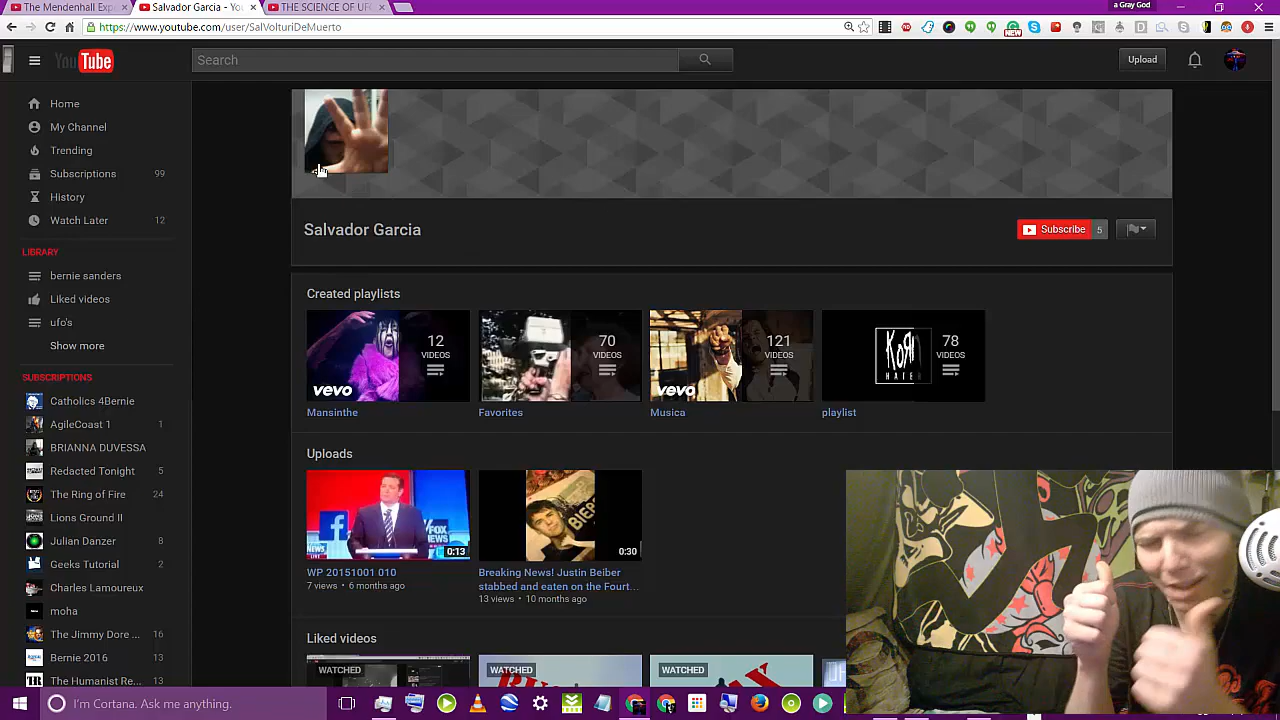 a Gray God
The Mendenhall Exp
Salvador Garcia - Yo
THE SCIENCE OF UF
https://www.youtube.com/user/SalVolturiDeMuerto
NEW
YouTube
Search
Upload
Home
My Channel
Trending
Subscriptions 99
History
Watch Later 12
LIBRARY
bernie sanders
Liked videos
ufo's
Show more
SUBSCRIPTIONS
Catholics 4Bernie
AgileCoast 1 1
BRIANNA DUVESSA
Redacted Tonight 5
The Ring of Fire 24
Lions Ground II
Julian Danzer 8
Geeks Tutorial 2
Charles Lamoureux
moha
The Jimmy Dore ... 16
Bernie 2016 13
The Humanist Re... 13
Salvador Garcia
Subscribe 5
Created playlists
12 VIDEOS
vevo
Mansinthe
70 VIDEOS
Favorites
121 VIDEOS
vevo
Musica
KoRn
HATER
78 VIDEOS
playlist
Uploads
FOX NEWS
0:13
WP 20151001 010
7 views • 6 months ago
BIEB
0:30
Breaking News! Justin Beiber
stabbed and eaten on the Fourt...
13 views • 10 months ago
Liked videos
WATCHED
WATCHED
WATCHED
I'm Cortana. Ask me anything.